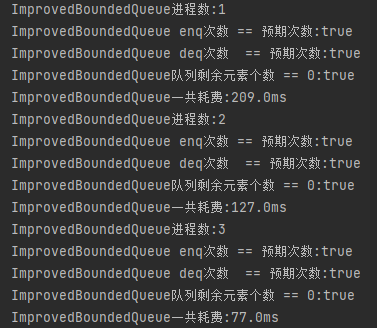 ImprovedBoundedQueue进程数:1
ImprovedBoundedQueue enq次数 == 预期次数:true
ImprovedBoundedQueue deq次数  == 预期次数:true
ImprovedBoundedQueue队列剩余元素个数 == 0:true
ImprovedBoundedQueue一共耗费:209.0ms
ImprovedBoundedQueue进程数:2
ImprovedBoundedQueue enq次数 == 预期次数:true
ImprovedBoundedQueue deq次数  == 预期次数:true
ImprovedBoundedQueue队列剩余元素个数 == 0:true
ImprovedBoundedQueue一共耗费:127.0ms
ImprovedBoundedQueue进程数:3
ImprovedBoundedQueue enq次数 == 预期次数:true
ImprovedBoundedQueue deq次数  == 预期次数:true
ImprovedBoundedQueue队列剩余元素个数 == 0:true
ImprovedBoundedQueue一共耗费:77.0ms